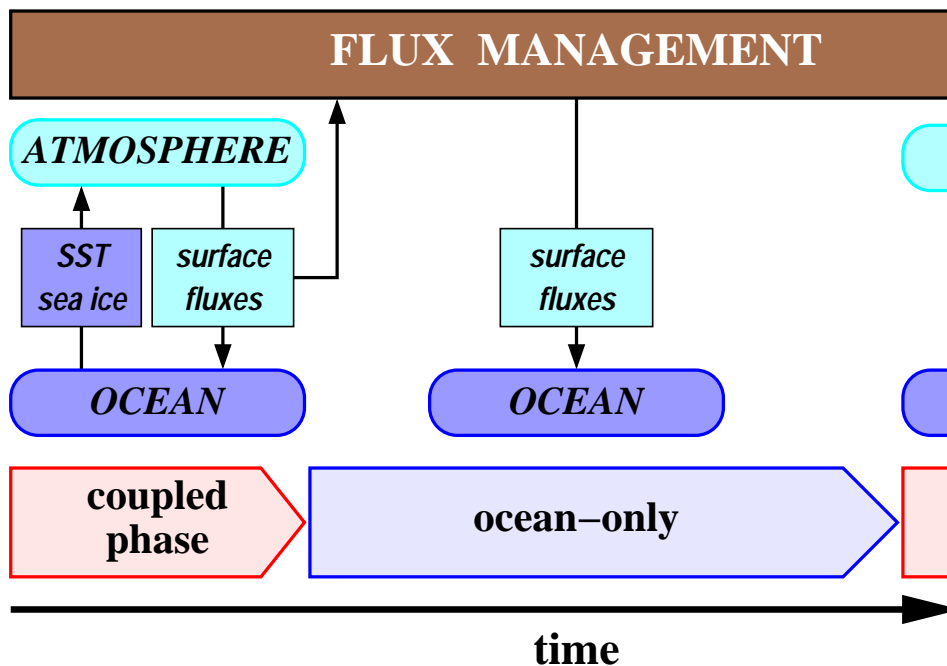 FLUX MANAGEMENT
ATMOSPHERE
SST
sea ice
surface
fluxes
surface
fluxes
OCEAN
OCEAN
coupled
phase
ocean−only
time